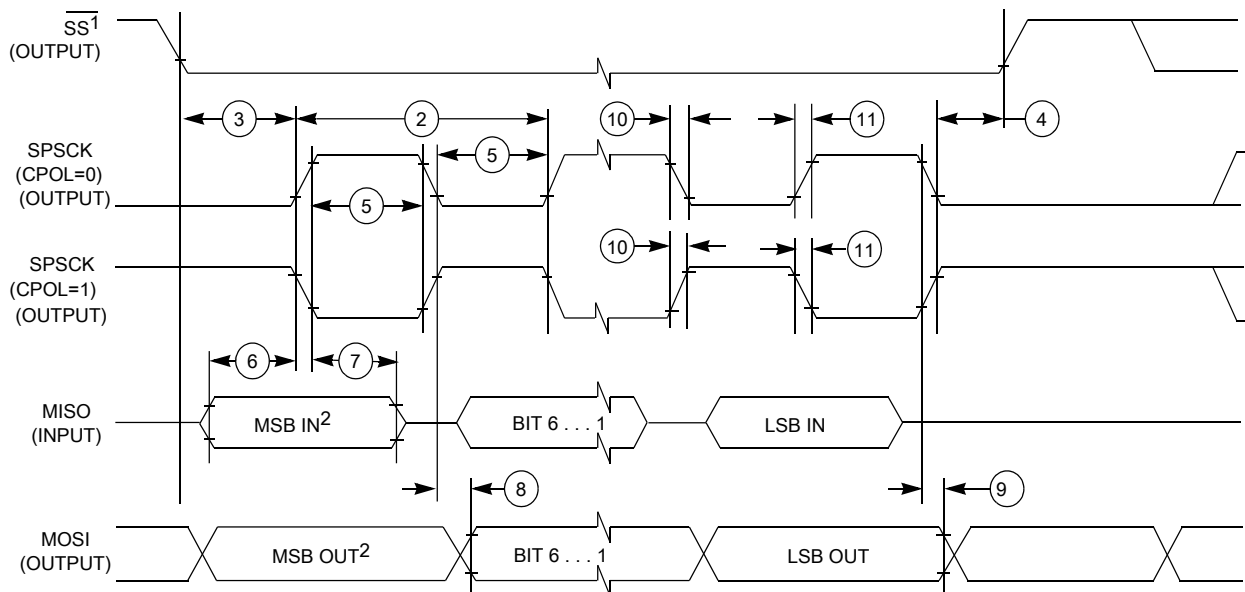 SS1
(OUTPUT)
3
2
10
11
4
SPSCK
(CPOL=0)
(OUTPUT)
5
5
SPSCK
(CPOL=1)
(OUTPUT)
10
11
6
7
MISO
(INPUT)
MSB IN2
BIT 6 . . . 1
LSB IN
8
9
MOSI
(OUTPUT)
MSB OUT2
BIT 6 . . . 1
LSB OUT